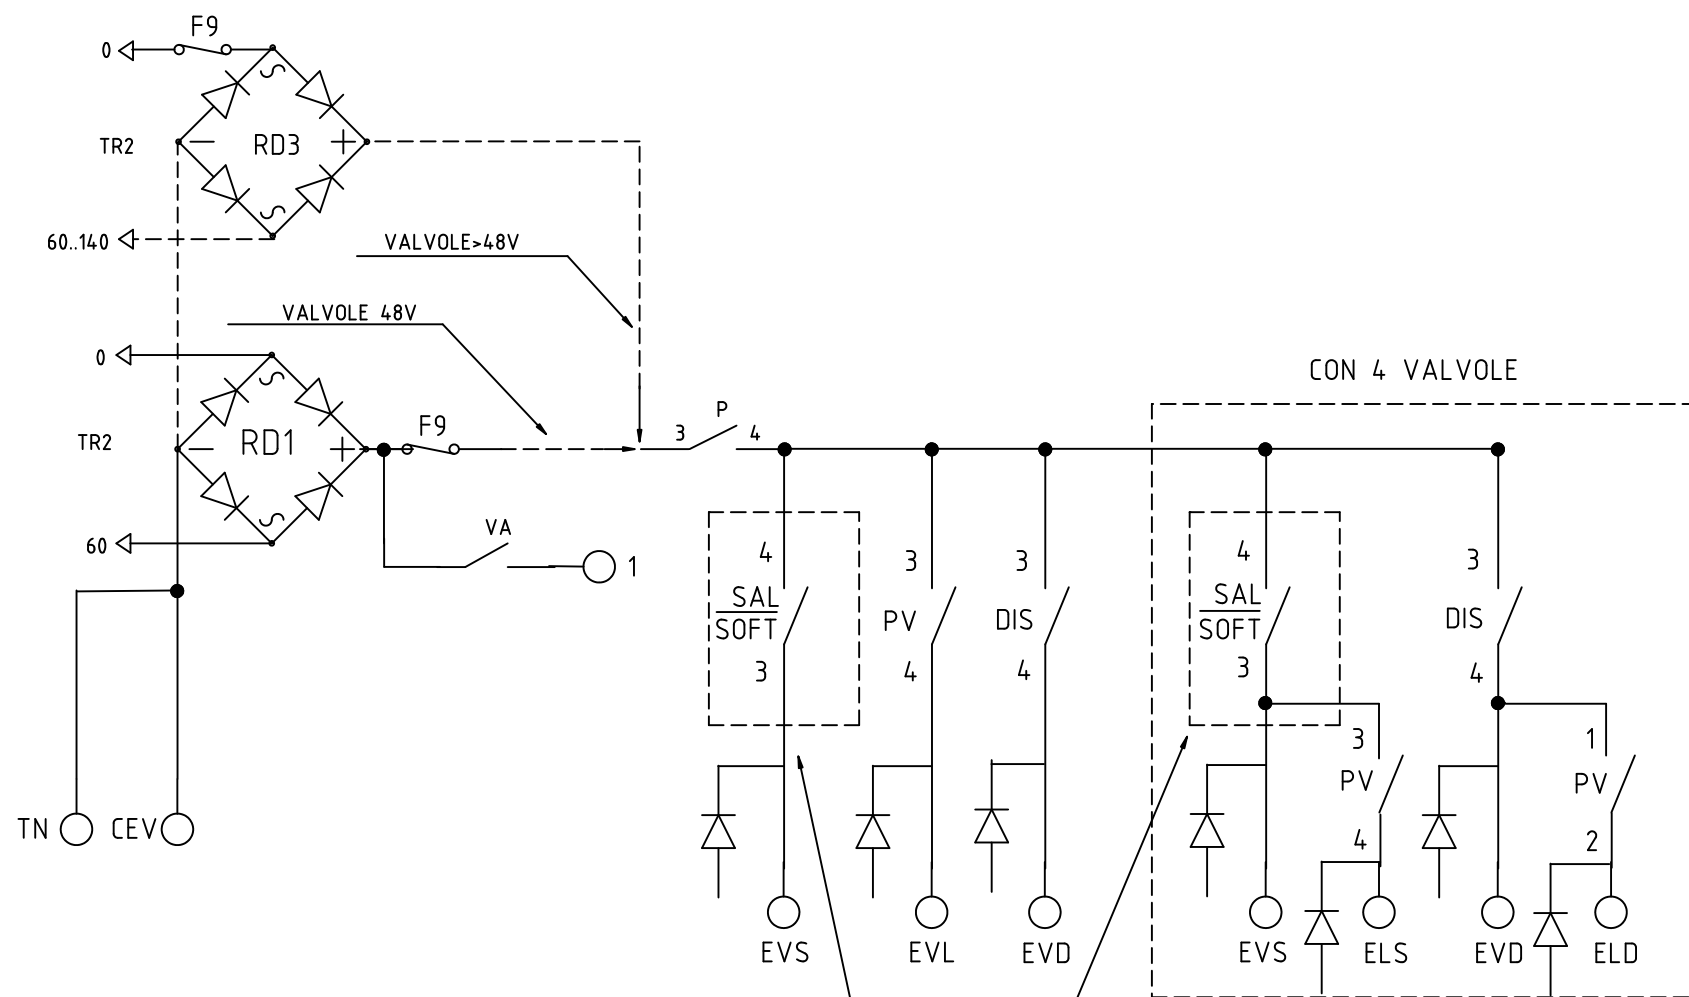 F9
0
TR2
RD3
60..140
VALVOLE>48V
VALVOLE 48V
0
CON 4 VALVOLE
TR2
RD1
F9
3
P
4
60
VA
1
4
SAL
SOFT
3
3
PV
4
3
DIS
4
4
SAL
SOFT
3
3
DIS
4
3
PV
4
1
PV
2
TN
CEV
EVS
EVL
EVD
EVS
ELS
EVD
ELD